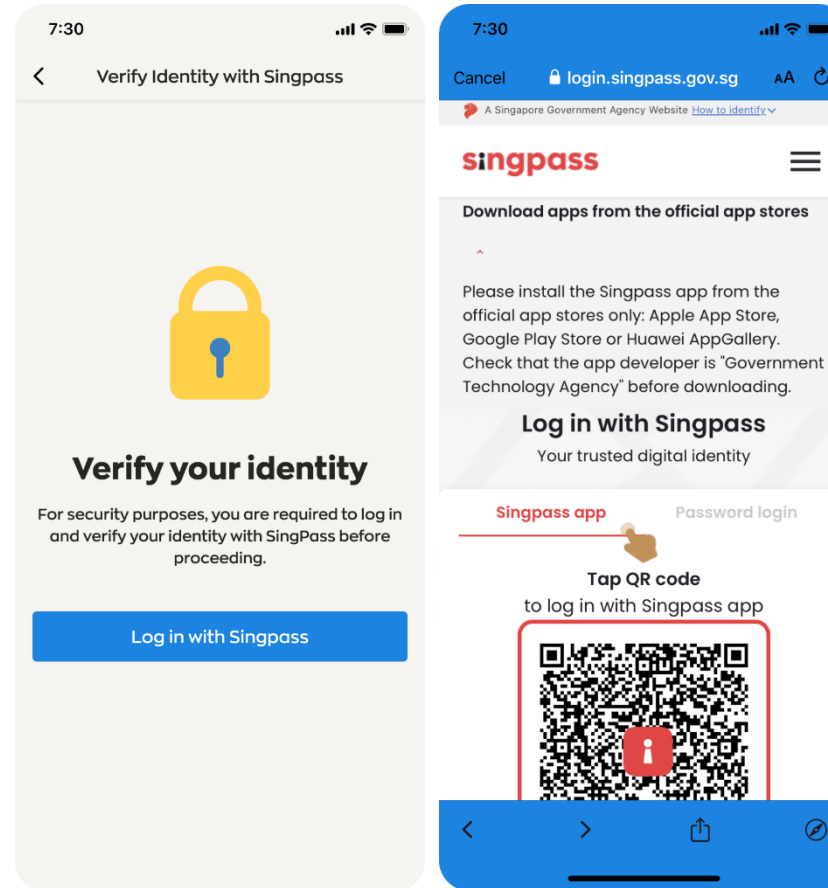 7:30
Verify Identity with Singpass
Verify your identity
For security purposes, you are required to log in
and verify your identity with SingPass before
proceeding.
Log in with Singpass
7:30
Cancel
login.singpass.gov.sg
AA
A Singapore Government Agency Website How to identify
singpass
Download apps from the official app stores
Please install the Singpass app from the
official app stores only: Apple App Store,
Google Play Store or Huawei AppGallery.
Check that the app developer is "Government
Technology Agency" before downloading.
Log in with Singpass
Your trusted digital identity
Singpass app
Password login
Tap QR code
to log in with Singpass app